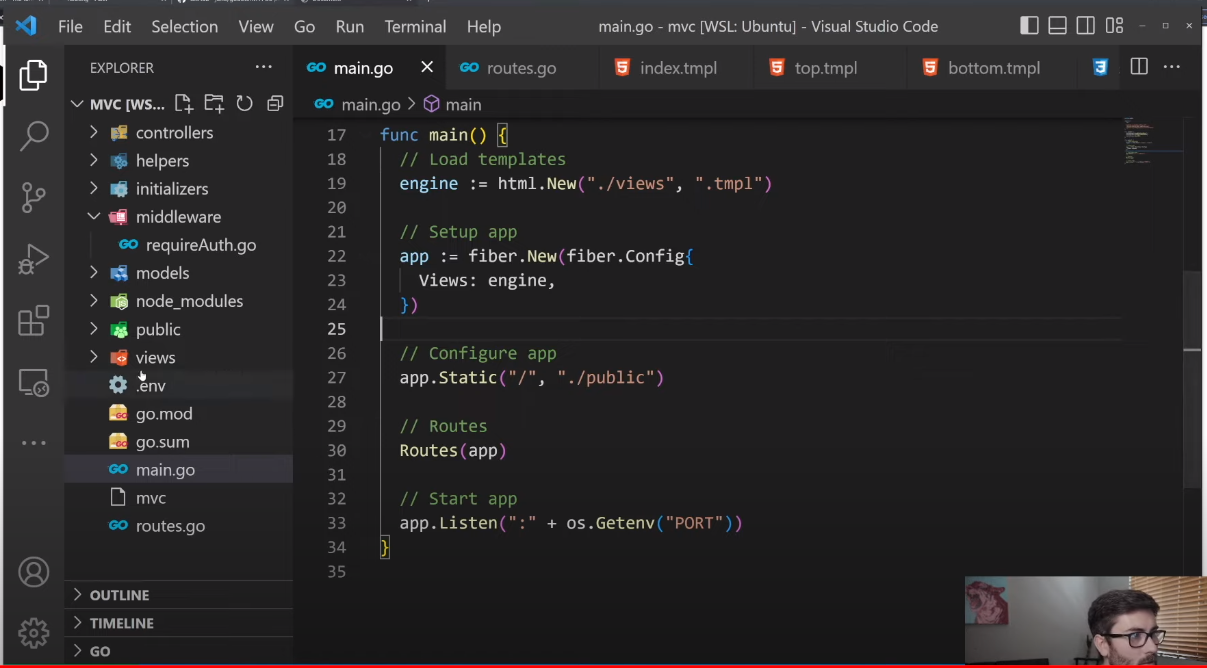 File Edit Selection View Go Run Terminal Help
main.go - mvc [WSL: Ubuntu] - Visual Studio Code
EXPLORER
MVC [WS...
controllers
helpers
initializers
middleware
requireAuth.go
models
node_modules
public
views
.env
go.mod
go.sum
main.go
mvc
routes.go
OUTLINE
TIMELINE
GO
main.go routes.go index.tmpl top.tmpl bottom.tmpl
main.go > main
17 func main() {
18 // Load templates
19 engine := html.New("./views", ".tmpl")
20
21 // Setup app
22 app := fiber.New(fiber.Config{
23 Views: engine,
24 })
25
26 // Configure app
27 app.Static("/", "./public")
28
29 // Routes
30 Routes(app)
31
32 // Start app
33 app.Listen(":" + os.Getenv("PORT"))
34 }
35